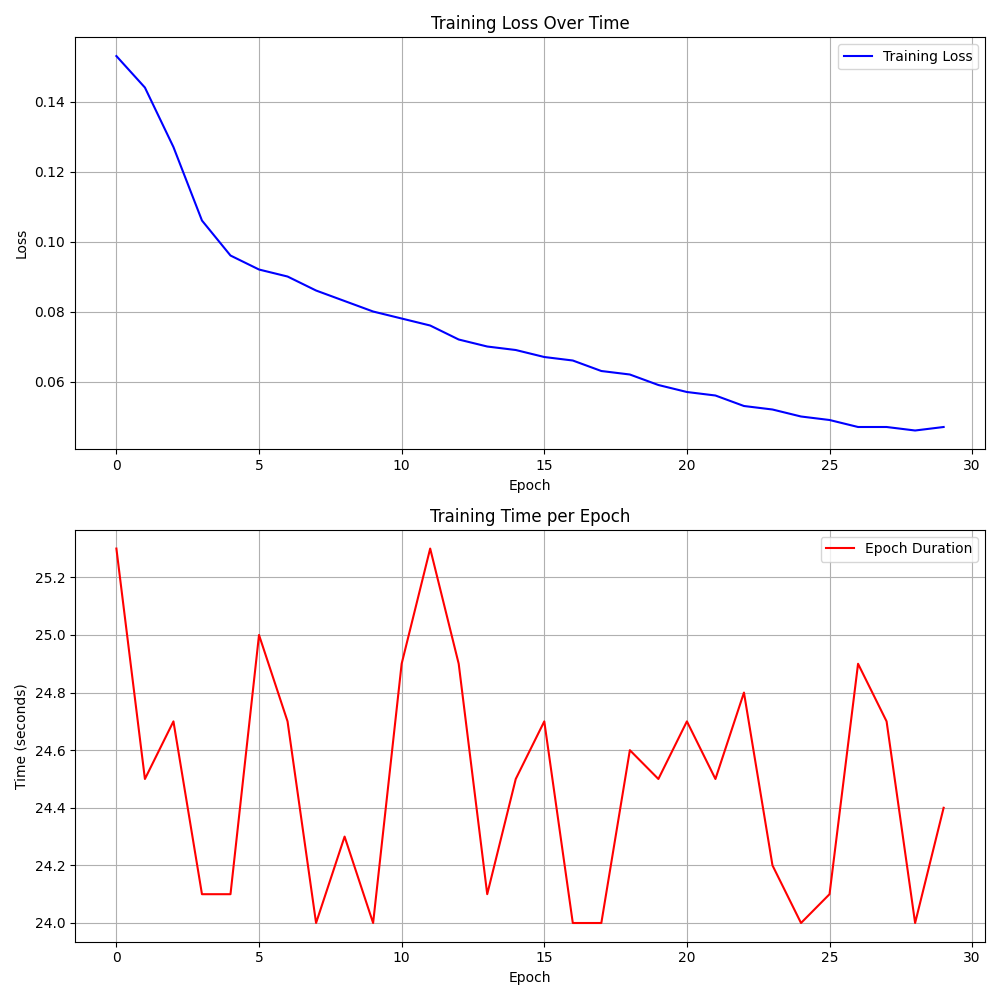 Training Loss Over Time
Training Loss
0.14
0.12
0.10
0.08
0.06
Loss
0 5 10 15 20 25 30
Epoch
Training Time per Epoch
Epoch Duration
25.2
25.0
24.8
24.6
24.4
24.2
24.0
Time (seconds)
0 5 10 15 20 25 30
Epoch